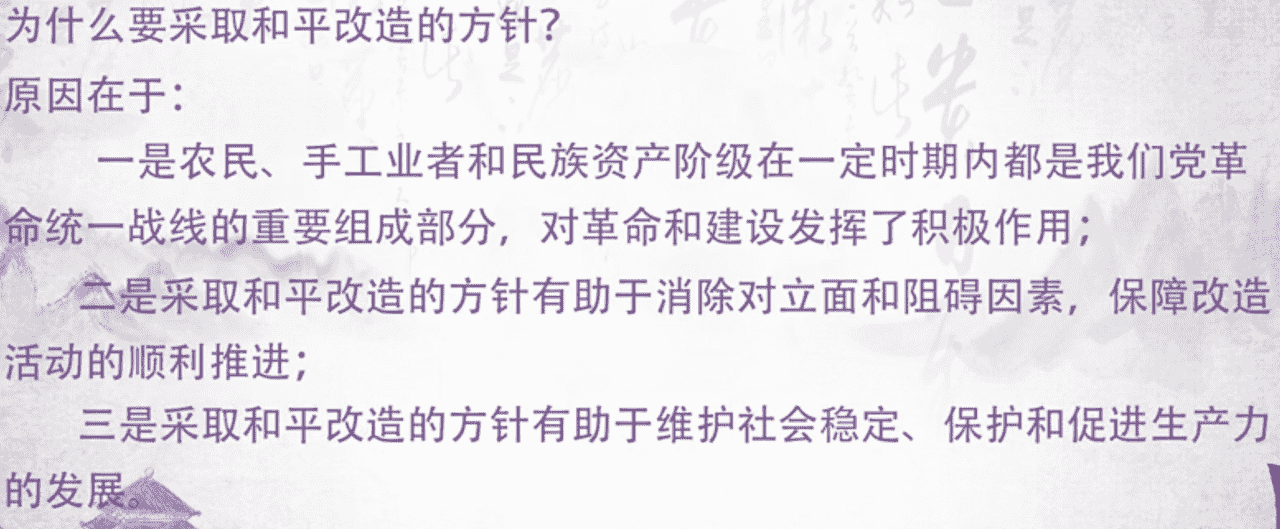 为什么要采取和平改造的方针？
原因在于：
一是农民、手工业者和民族资产阶级在一定时期内都是我们党革
命统一战线的重要组成部分，对革命和建设发挥了积极作用；
二是采取和平改造的方针有助于消除对立面和阻碍因素，保障改造
活动的顺利推进；
三是采取和平改造的方针有助于维护社会稳定、保护和促进生产力
的发展。